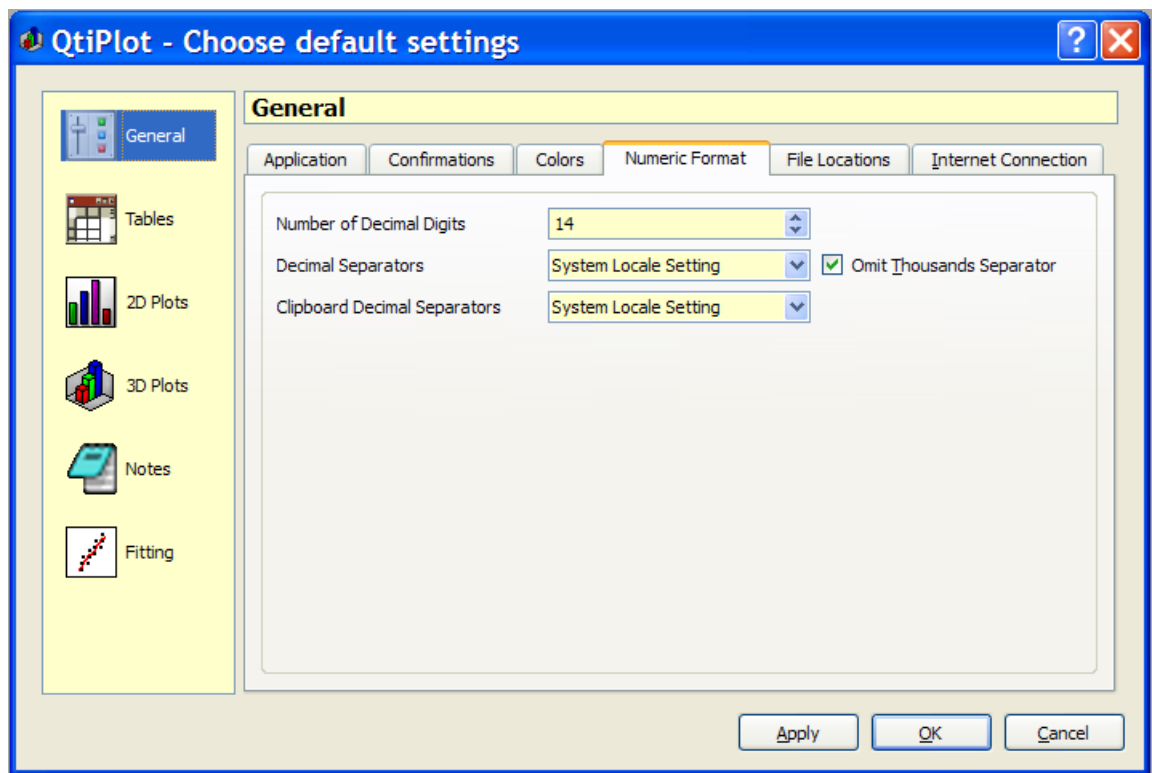 QtiPlot - Choose default settings
General
Tables
2D Plots
3D Plots
Notes
Fitting
General
Application Confirmations Colors Numeric Format File Locations Internet Connection
Number of Decimal Digits 14
Decimal Separators System Locale Setting Omit Thousands Separator
Clipboard Decimal Separators System Locale Setting
Apply OK Cancel